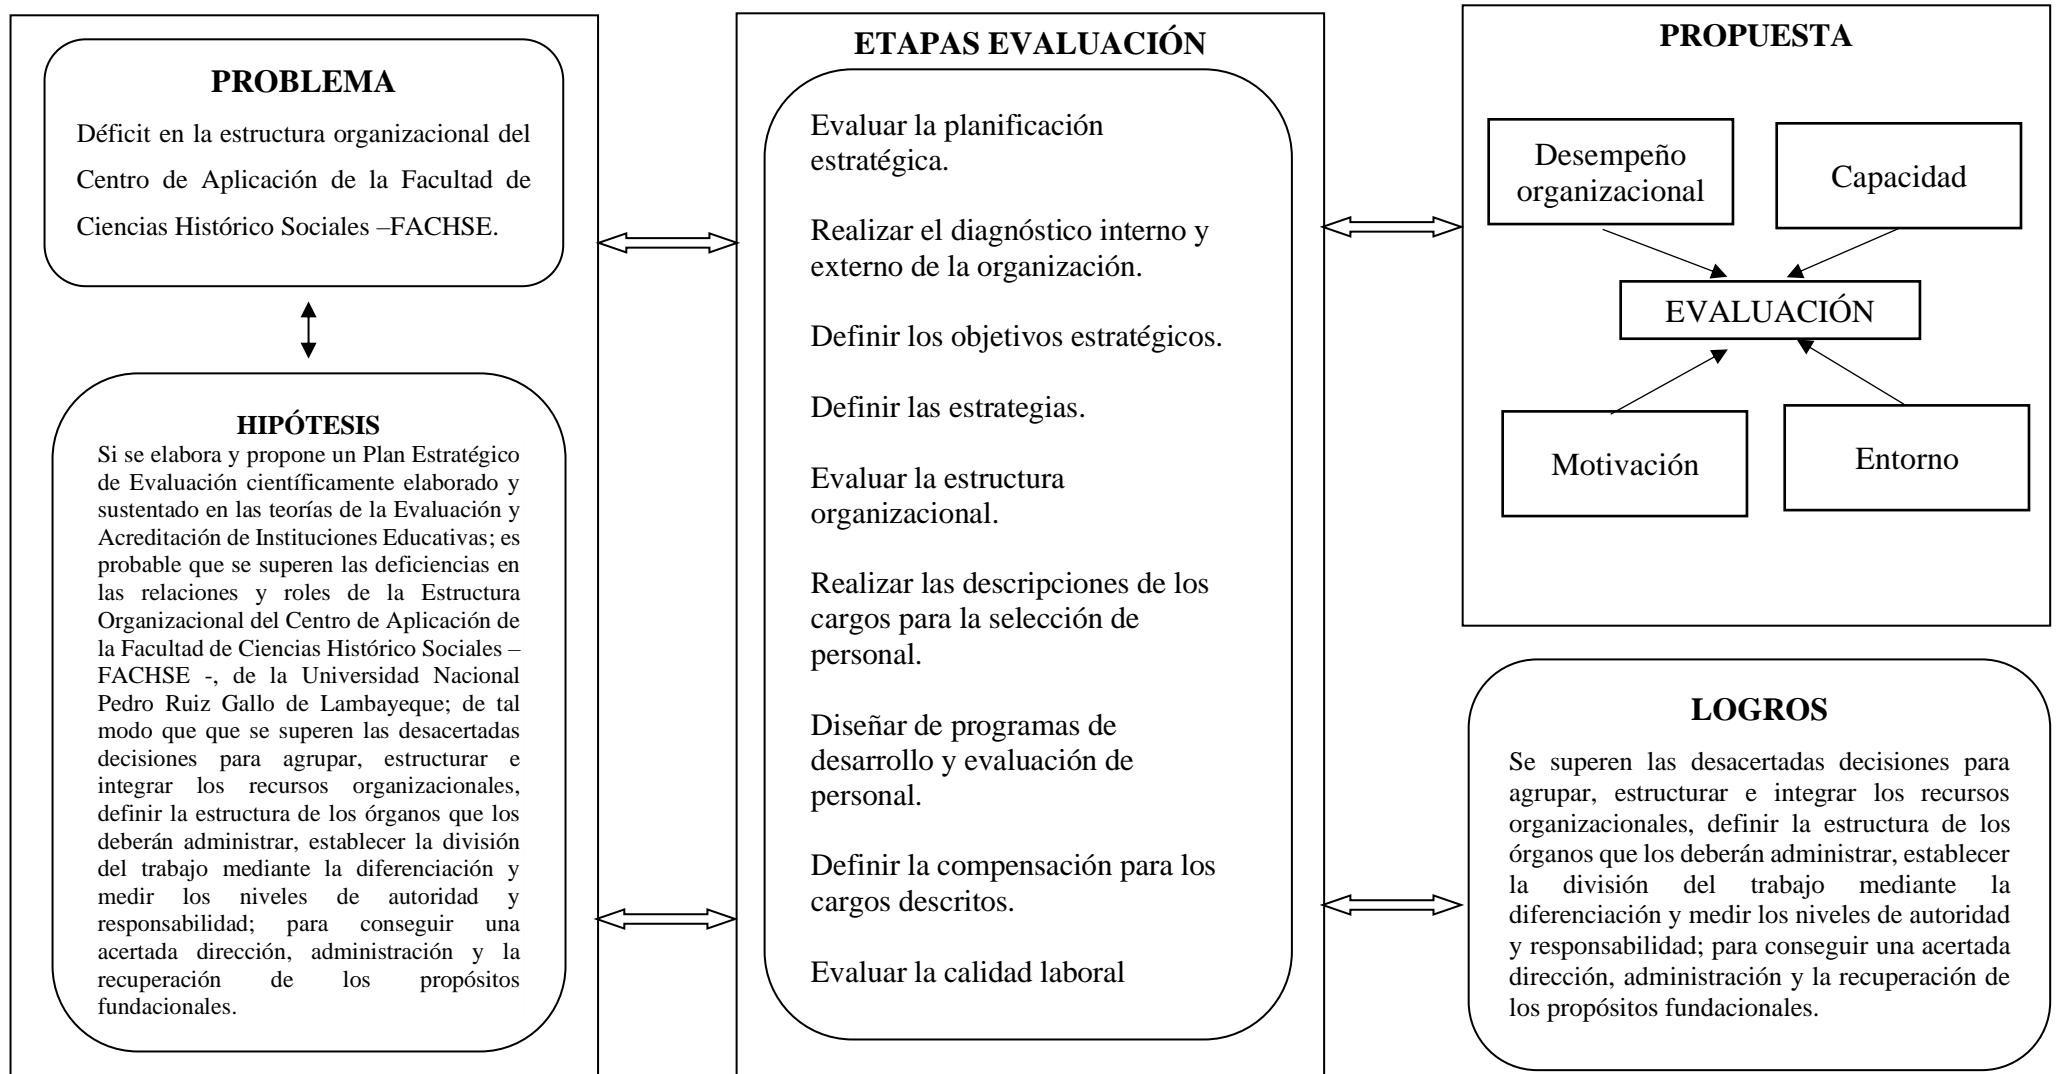 PROBLEMA
Déficit en la estructura organizacional del
Centro de Aplicación de la Facultad de
Ciencias Histórico Sociales –FACHSE.
HIPÓTESIS
Si se elabora y propone un Plan Estratégico
de Evaluación científicamente elaborado y
sustentado en las teorías de la Evaluación y
Acreditación de Instituciones Educativas; es
probable que se superen las deficiencias en
las relaciones y roles de la Estructura
Organizacional del Centro de Aplicación de
la Facultad de Ciencias Histórico Sociales –
FACHSE -, de la Universidad Nacional
Pedro Ruiz Gallo de Lambayeque; de tal
modo que que se superen las desacertadas
decisiones para agrupar, estructurar e
integrar los recursos organizacionales,
definir la estructura de los órganos que los
deberán administrar, establecer la división
del trabajo mediante la diferenciación y
medir los niveles de autoridad y
responsabilidad; para conseguir una
acertada dirección, administración y la
recuperación de los propósitos
fundacionales.
ETAPAS EVALUACIÓN
Evaluar la planificación
estratégica.
Realizar el diagnóstico interno y
externo de la organización.
Definir los objetivos estratégicos.
Definir las estrategias.
Evaluar la estructura
organizacional.
Realizar las descripciones de los
cargos para la selección de
personal.
Diseñar de programas de
desarrollo y evaluación de
personal.
Definir la compensación para los
cargos descritos.
Evaluar la calidad laboral
PROPUESTA
Desempeño
organizacional
Capacidad
EVALUACIÓN
Motivación
Entorno
LOGROS
Se superen las desacertadas decisiones para
agrupar, estructurar e integrar los recursos
organizacionales, definir la estructura de los
órganos que los deberán administrar, establecer
la división del trabajo mediante la
diferenciación y medir los niveles de autoridad
y responsabilidad; para conseguir una acertada
dirección, administración y la recuperación de
los propósitos fundacionales.